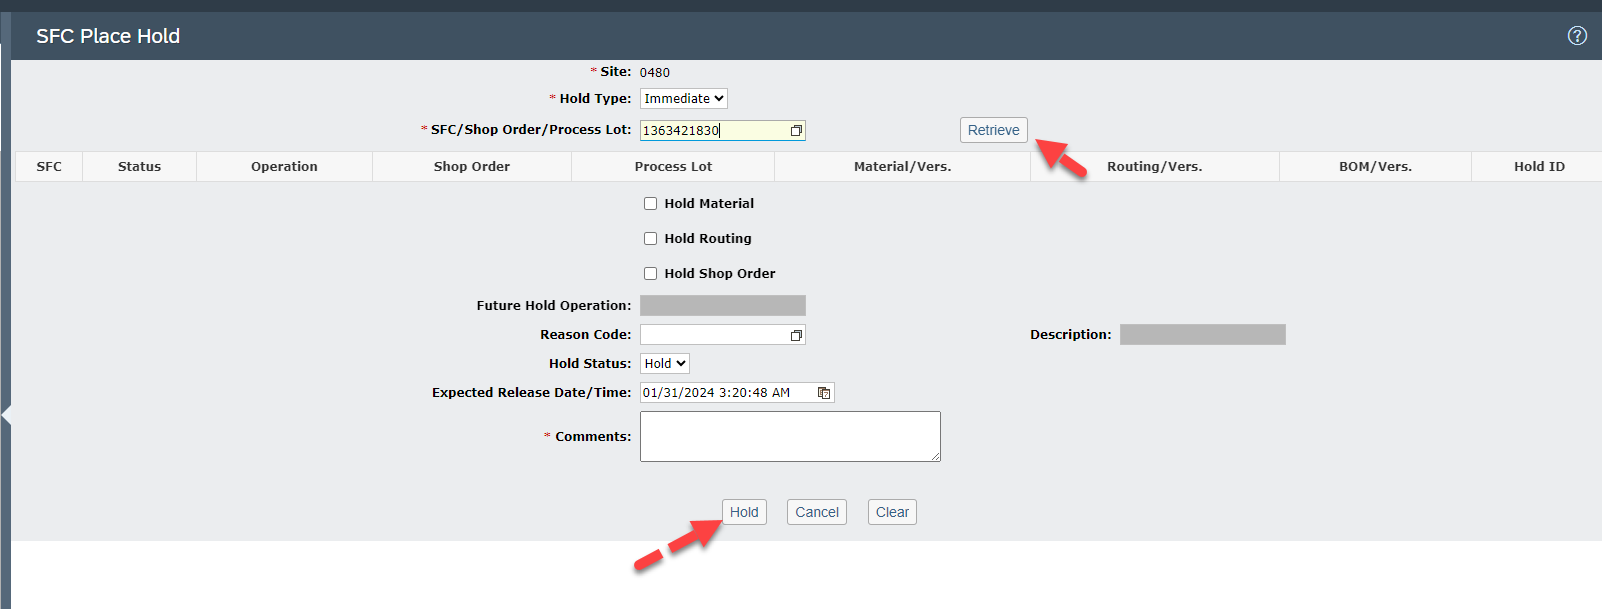 SFC Place Hold
* Site: 0480
* Hold Type: Immediate
* SFC/Shop Order/Process Lot: 1363421830 Retrieve
SFC Status Operation Shop Order Process Lot Material/Vers. Routing/Vers. BOM/Vers. Hold ID
Hold Material
Hold Routing
Hold Shop Order
Future Hold Operation:
Reason Code: Description:
Hold Status: Hold
Expected Release Date/Time: 01/31/2024 3:20:48 AM
* Comments:
Hold Cancel Clear